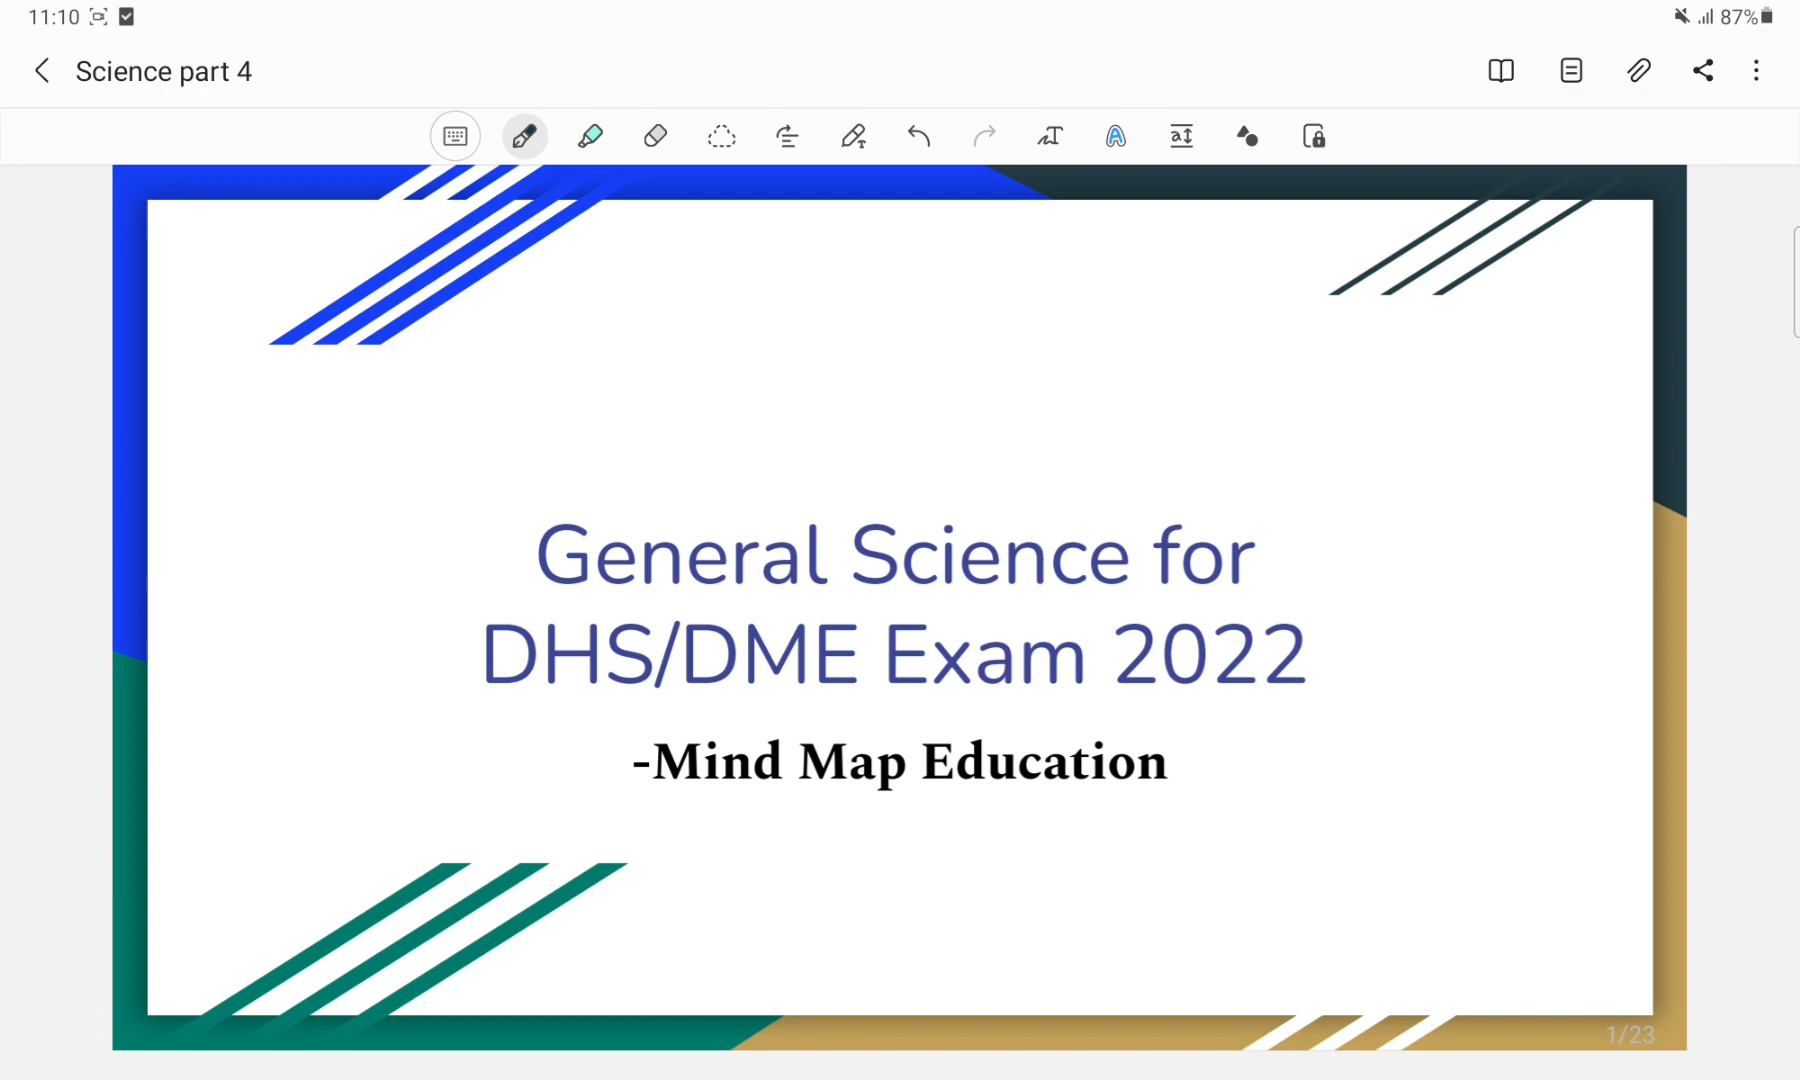 11:10
87%
Science part 4
General Science for
DHS/DME Exam 2022
-Mind Map Education
1/23